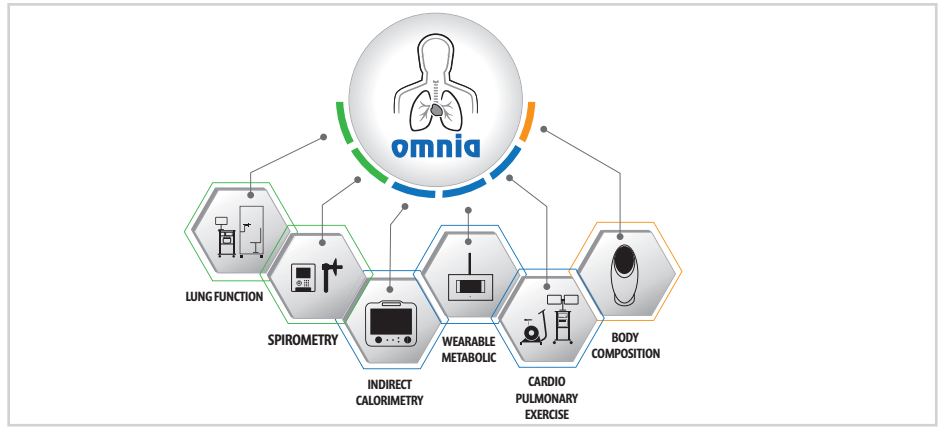 omnia
LUNG FUNCTION
SPIROMETRY
INDIRECT
CALORIMETRY
WEARABLE
METABOLIC
CARDIO
PULMONARY
EXERCISE
BODY
COMPOSITION